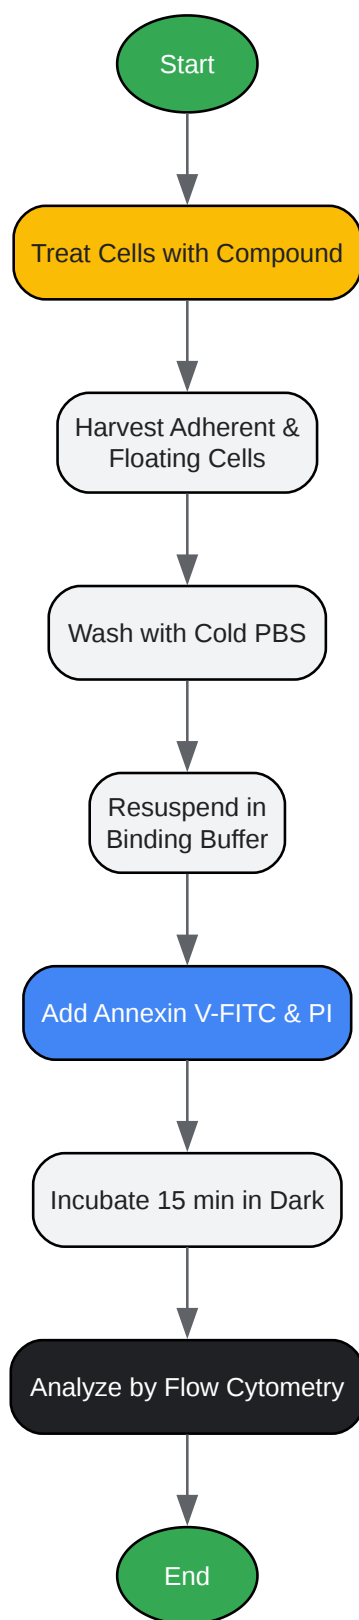 Start
Treat Cells with Compound
Harvest Adherent &
Floating Cells
Wash with Cold PBS
Resuspend in
Binding Buffer
Add Annexin V-FITC & PI
Incubate 15 min in Dark
Analyze by Flow Cytometry
End